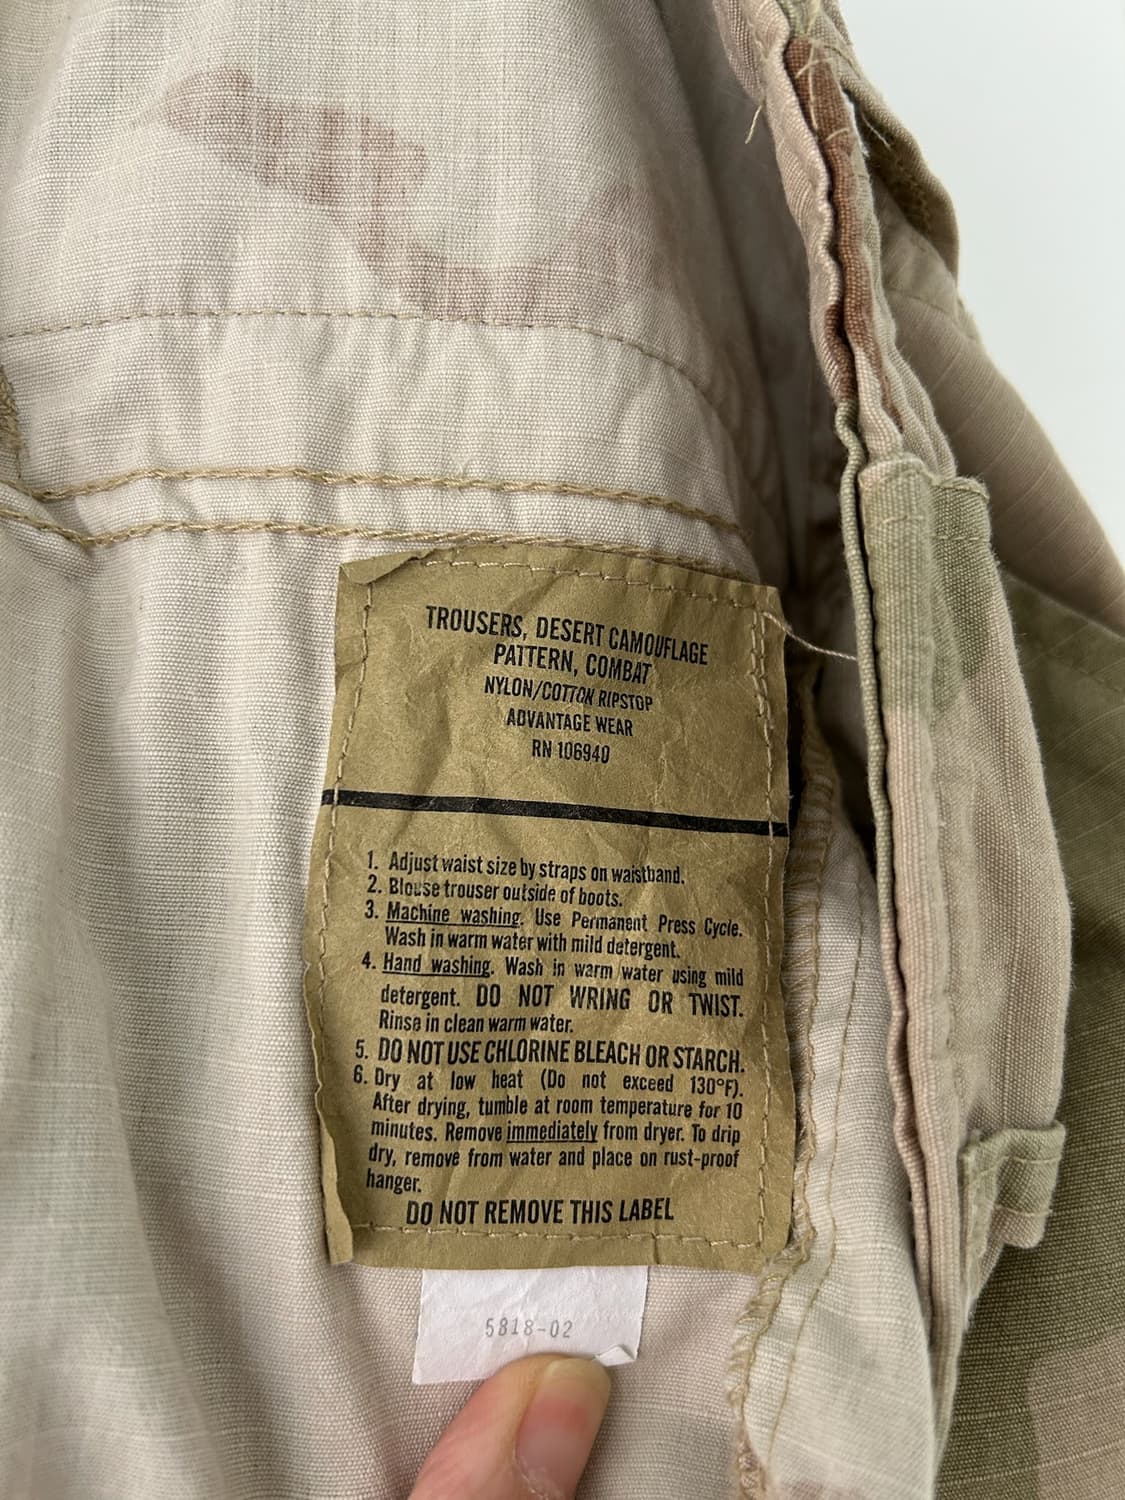 TROUSERS, DESERT CAMOUFLAGE
PATTERN, COMBAT
NYLON/COTTON RIPSTOP
ADVANTAGE WEAR
RN 106940
1. Adjust waist size by straps on waistband.
2. Blouse trouser outside of boots.
3. Machine washing. Use Permanent Press Cycle.
Wash in warm water with mild detergent.
4. Hand washing. Wash in warm water using mild
detergent. DO NOT WRING OR TWIST.
Rinse in clean warm water.
5. DO NOT USE CHLORINE BLEACH OR STARCH.
6. Dry at low heat (Do not exceed 130°F).
After drying, tumble at room temperature for 10
minutes. Remove immediately from dryer. To drip
dry, remove from water and place on rust-proof
hanger.
DO NOT REMOVE THIS LABEL
5818-02